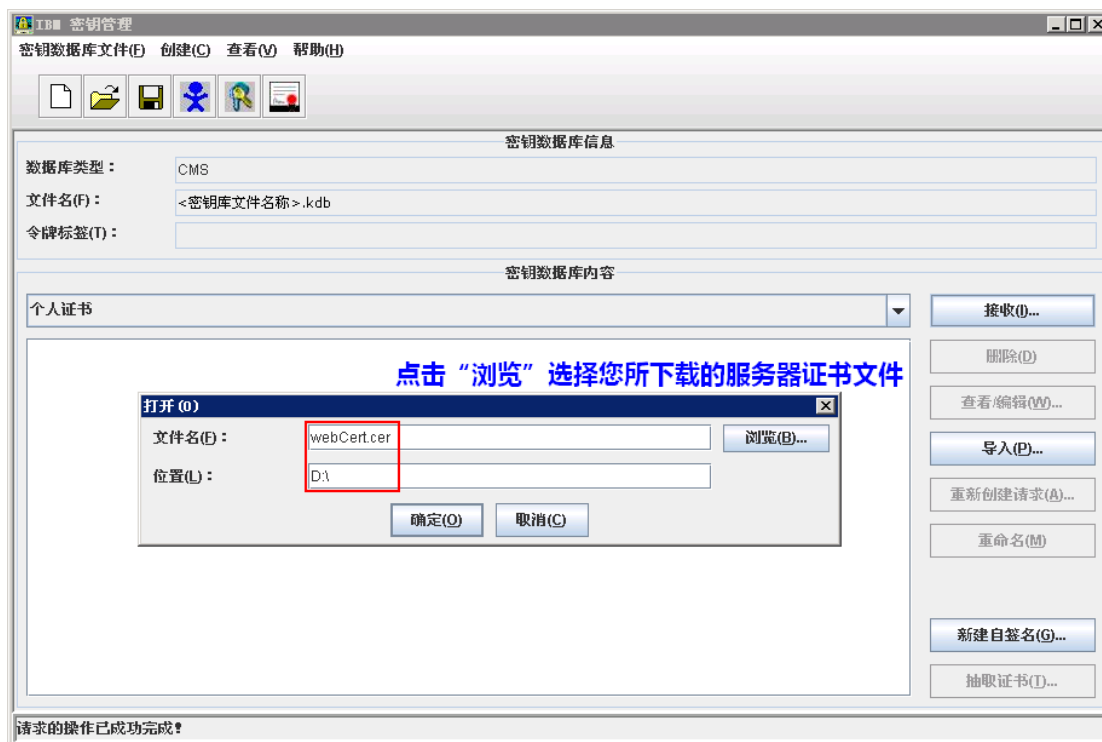 IBM 密钥管理
密钥数据库文件(F) 创建(C) 查看(V) 帮助(H)
密钥数据库信息
数据库类型： CMS
文件名(F)： <密钥库文件名称>.kdb
令牌标签(T)：
密钥数据库内容
个人证书
接收(I)...
删除(D)
点击“浏览”选择您所下载的服务器证书文件
查看/编辑(W)...
打开(O)
文件名(F)： webCert.cer 浏览(B)...
导入(P)...
位置(L)： D:\
重新创建请求(A)...
确定(O) 取消(C)
重命名(M)
新建自签名(G)...
抽取证书(T)...
请求的操作已成功完成！